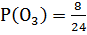 P(O₃) = 8/24